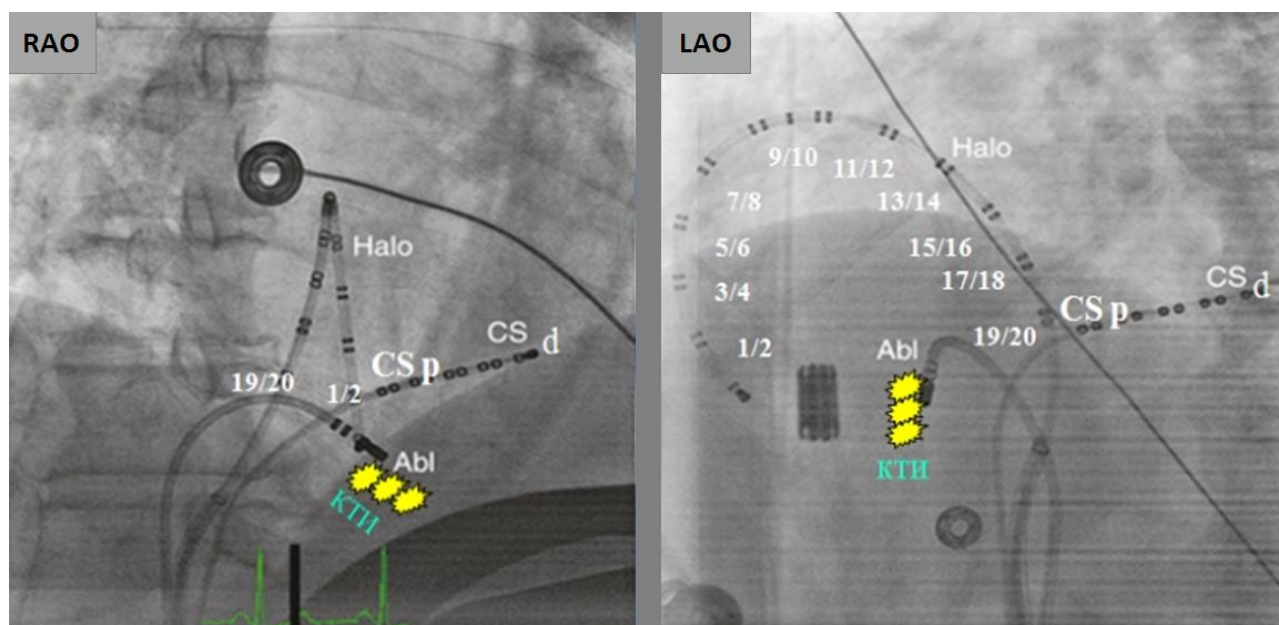 RAO
Halo
CS d
CS p
19/20
1/2
Abl
КТИ
LAO
9/10
Halo
11/12
7/8
13/14
5/6
15/16
17/18
3/4
CS d
CS p
19/20
1/2
Abl
КТИ